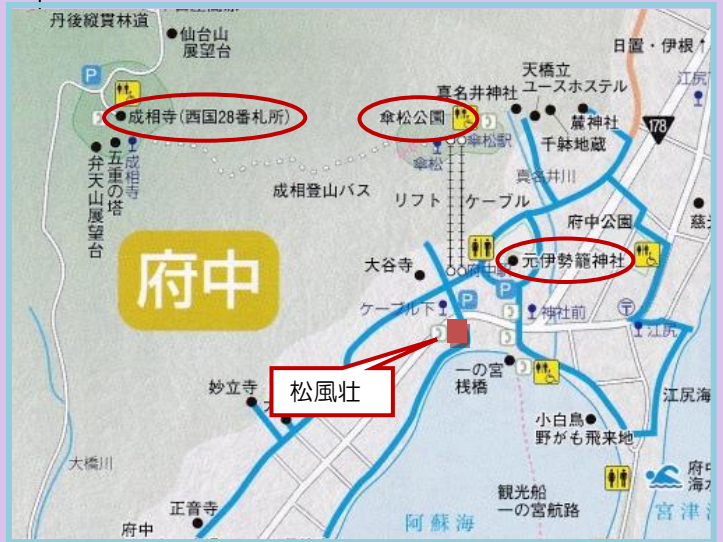 丹後縦貫林道
仙台山
展望台
日置・伊根
天橋立
ユースホステル
真名井神社
籠神社
千鉢地蔵
178
P
成相寺(西国28番札所)
傘松公園
傘松駅
傘松
五重の塔
成相寺
弁天山展望台
成相登山バス
リフト
ケーブル
真名井川
府中公園
府中
大谷寺
元伊勢籠神社
P
P
ケーブル下
神社前
〒
江尻
松風荘
一の宮
桟橋
妙立寺
小白鳥
野がも飛来地
大橋川
正音寺
府中
観光船
一の宮航路
阿蘇海